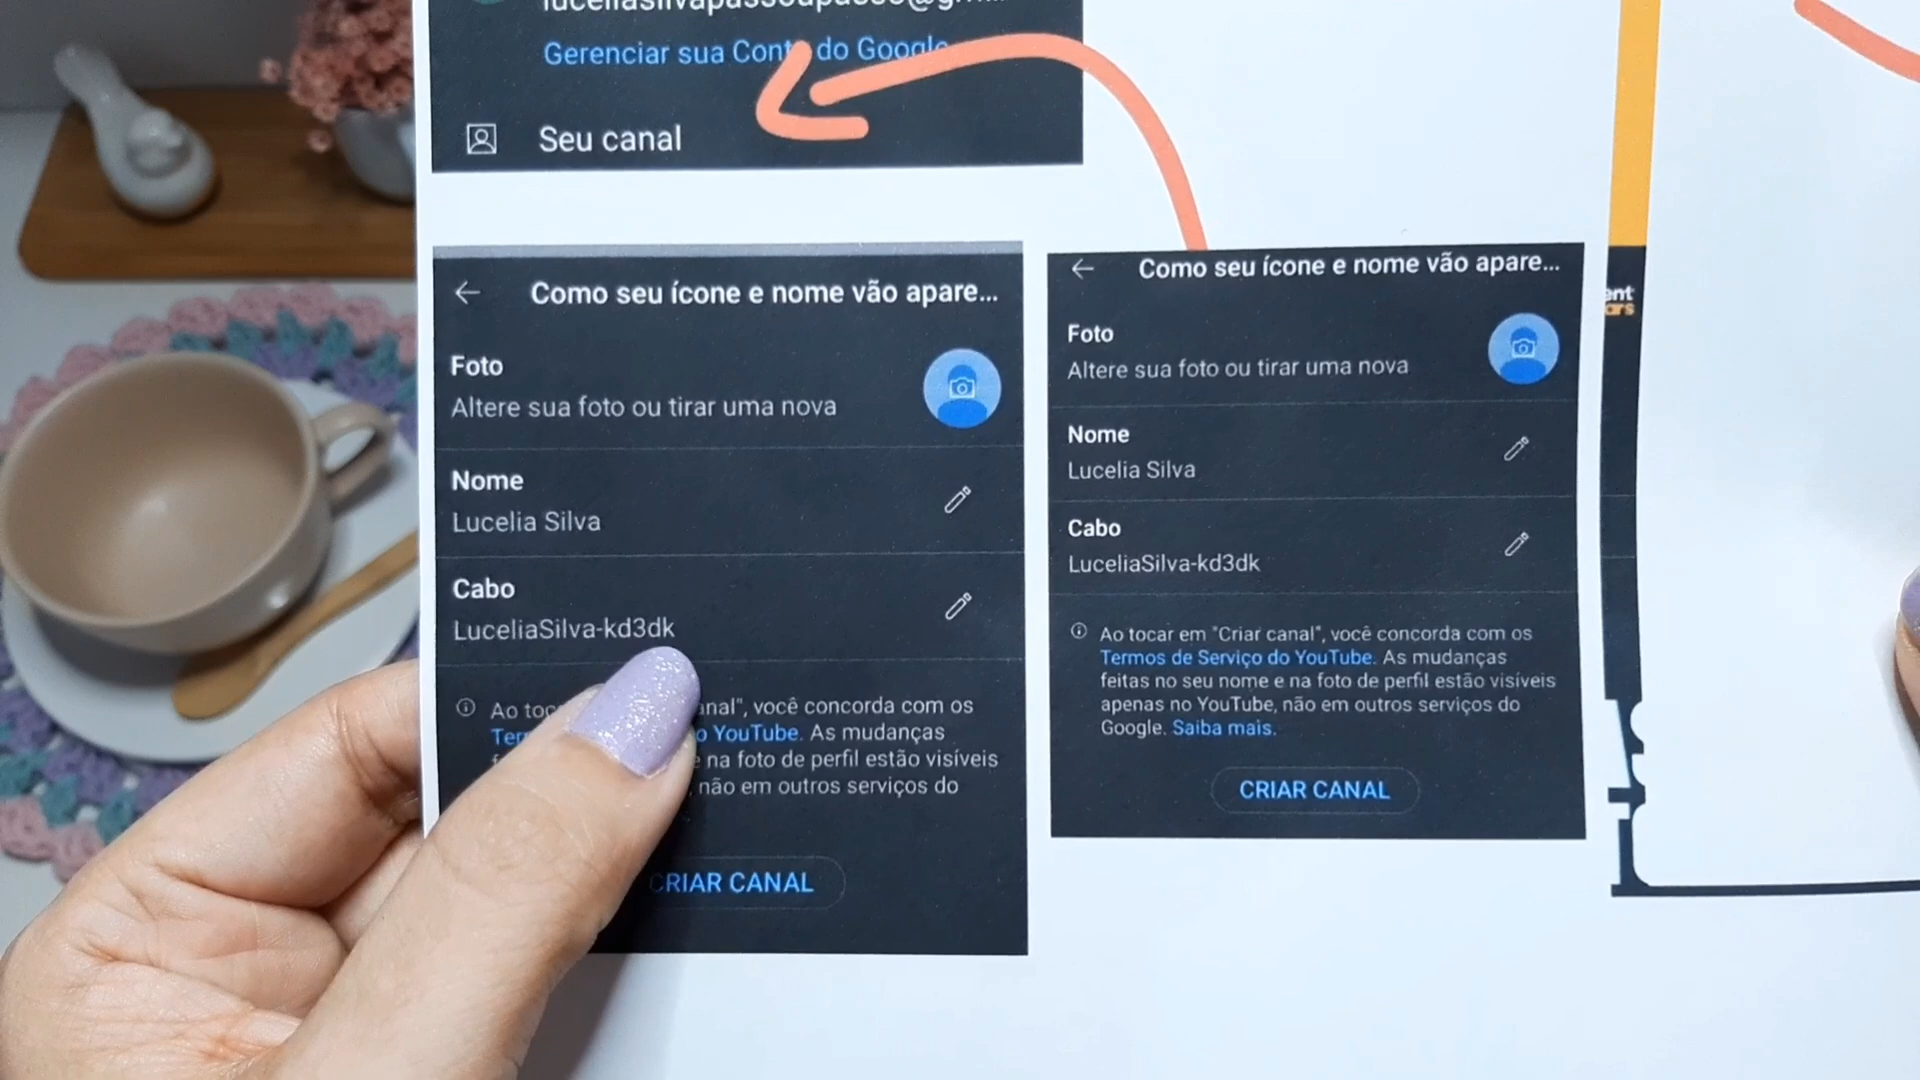 Gerenciar sua Conta do Google
Seu canal
Como seu ícone e nome vão apare...
Foto
Altere sua foto ou tirar uma nova
Nome
Lucelia Silva
Cabo
LuceliaSilva-kd3dk
anal", você concorda com os
o YouTube. As mudanças
na foto de perfil estão visíveis
não em outros serviços do
CRIAR CANAL
Como seu ícone e nome vão apare...
Foto
Altere sua foto ou tirar uma nova
Nome
Lucelia Silva
Cabo
LuceliaSilva-kd3dk
Ao tocar em "Criar canal", você concorda com os
Termos de Serviço do YouTube. As mudanças
feitas no seu nome e na foto de perfil estão visíveis
apenas no YouTube, não em outros serviços do
Google. Saiba mais.
CRIAR CANAL